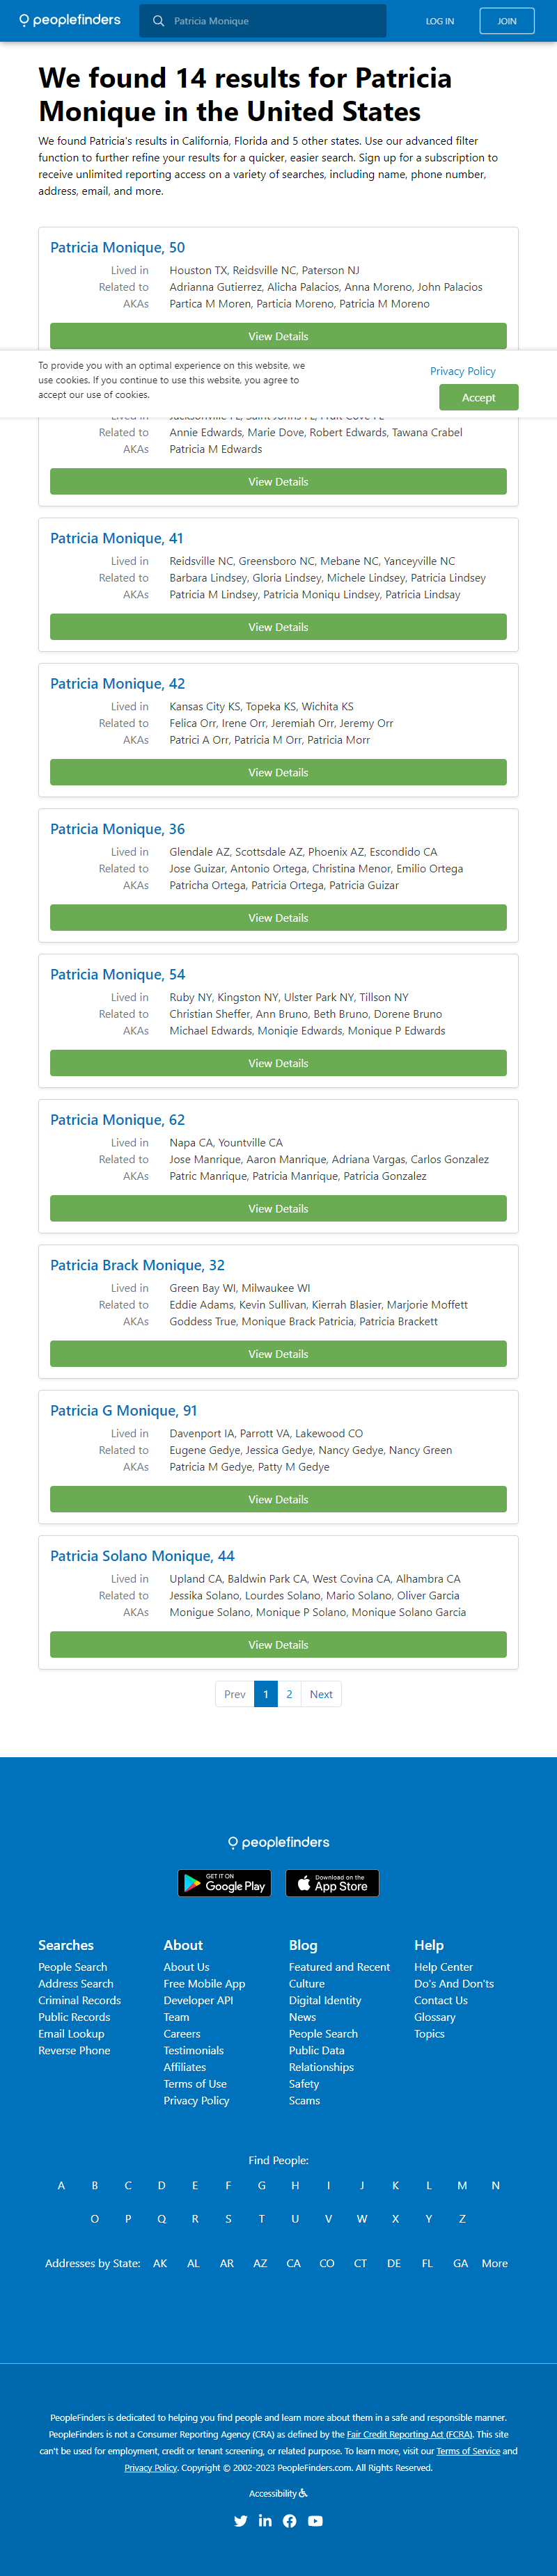 peoplefinders
Patricia Monique
LOG IN
JOIN
We found 14 results for Patricia
Monique in the United States
We found Patricia's results in California, Florida and 5 other states. Use our advanced filter
function to further refine your results for a quicker, easier search. Sign up for a subscription to
receive unlimited reporting access on a variety of searches, including name, phone number,
address, email, and more.
Patricia Monique, 50
Lived in Houston TX, Reidsville NC, Paterson NJ
Related to Adrianna Gutierrez, Alicha Palacios, Anna Moreno, John Palacios
AKAs Partica M Moren, Particia Moreno, Patricia M Moreno
View Details
To provide you with an optimal experience on this website, we
use cookies. If you continue to use this website, you agree to
accept our use of cookies.
Privacy Policy
Accept
Related to Annie Edwards, Marie Dove, Robert Edwards, Tawana Crabel
AKAs Patricia M Edwards
View Details
Patricia Monique, 41
Lived in Reidsville NC, Greensboro NC, Mebane NC, Yanceyville NC
Related to Barbara Lindsey, Gloria Lindsey, Michele Lindsey, Patricia Lindsey
AKAs Patricia M Lindsey, Patricia Moniqu Lindsey, Patricia Lindsay
View Details
Patricia Monique, 42
Lived in Kansas City KS, Topeka KS, Wichita KS
Related to Felica Orr, Irene Orr, Jeremiah Orr, Jeremy Orr
AKAs Patrici A Orr, Patricia M Orr, Patricia Morr
View Details
Patricia Monique, 36
Lived in Glendale AZ, Scottsdale AZ, Phoenix AZ, Escondido CA
Related to Jose Guizar, Antonio Ortega, Christina Menor, Emilio Ortega
AKAs Patricha Ortega, Patricia Ortega, Patricia Guizar
View Details
Patricia Monique, 54
Lived in Ruby NY, Kingston NY, Ulster Park NY, Tillson NY
Related to Christian Sheffer, Ann Bruno, Beth Bruno, Dorene Bruno
AKAs Michael Edwards, Moniqie Edwards, Monique P Edwards
View Details
Patricia Monique, 62
Lived in Napa CA, Yountville CA
Related to Jose Manrique, Aaron Manrique, Adriana Vargas, Carlos Gonzalez
AKAs Patric Manrique, Patricia Manrique, Patricia Gonzalez
View Details
Patricia Brack Monique, 32
Lived in Green Bay WI, Milwaukee WI
Related to Eddie Adams, Kevin Sullivan, Kierrah Blasier, Marjorie Moffett
AKAs Goddess True, Monique Brack Patricia, Patricia Brackett
View Details
Patricia G Monique, 91
Lived in Davenport IA, Parrott VA, Lakewood CO
Related to Eugene Gedye, Jessica Gedye, Nancy Gedye, Nancy Green
AKAs Patricia M Gedye, Patty M Gedye
View Details
Patricia Solano Monique, 44
Lived in Upland CA, Baldwin Park CA, West Covina CA, Alhambra CA
Related to Jessika Solano, Lourdes Solano, Mario Solano, Oliver Garcia
AKAs Monigue Solano, Monique P Solano, Monique Solano Garcia
View Details
Prev 1 2 Next
peoplefinders
GET IT ON
Google Play
Download on the
App Store
Searches
People Search
Address Search
Criminal Records
Public Records
Email Lookup
Reverse Phone
About
About Us
Free Mobile App
Developer API
Team
Careers
Testimonials
Affiliates
Terms of Use
Privacy Policy
Blog
Featured and Recent
Culture
Digital Identity
News
People Search
Public Data
Relationships
Safety
Scams
Help
Help Center
Do's And Don'ts
Contact Us
Glossary
Topics
Find People:
A B C D E F G H I J K L M N
O P Q R S T U V W X Y Z
Addresses by State: AK AL AR AZ CA CO CT DE FL GA More
PeopleFinders is dedicated to helping you find people and learn more about them in a safe and responsible manner.
PeopleFinders is not a Consumer Reporting Agency (CRA) as defined by the Fair Credit Reporting Act (FCRA). This site
can't be used for employment, credit or tenant screening, or related purpose. To learn more, visit our Terms of Service and
Privacy Policy. Copyright © 2002-2023 PeopleFinders.com. All Rights Reserved.
Accessibility